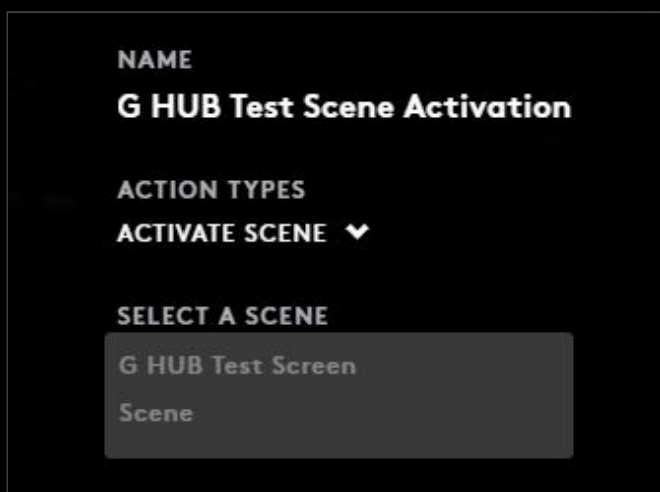 NAME
G HUB Test Scene Activation
ACTION TYPES
ACTIVATE SCENE
SELECT A SCENE
G HUB Test Screen
Scene